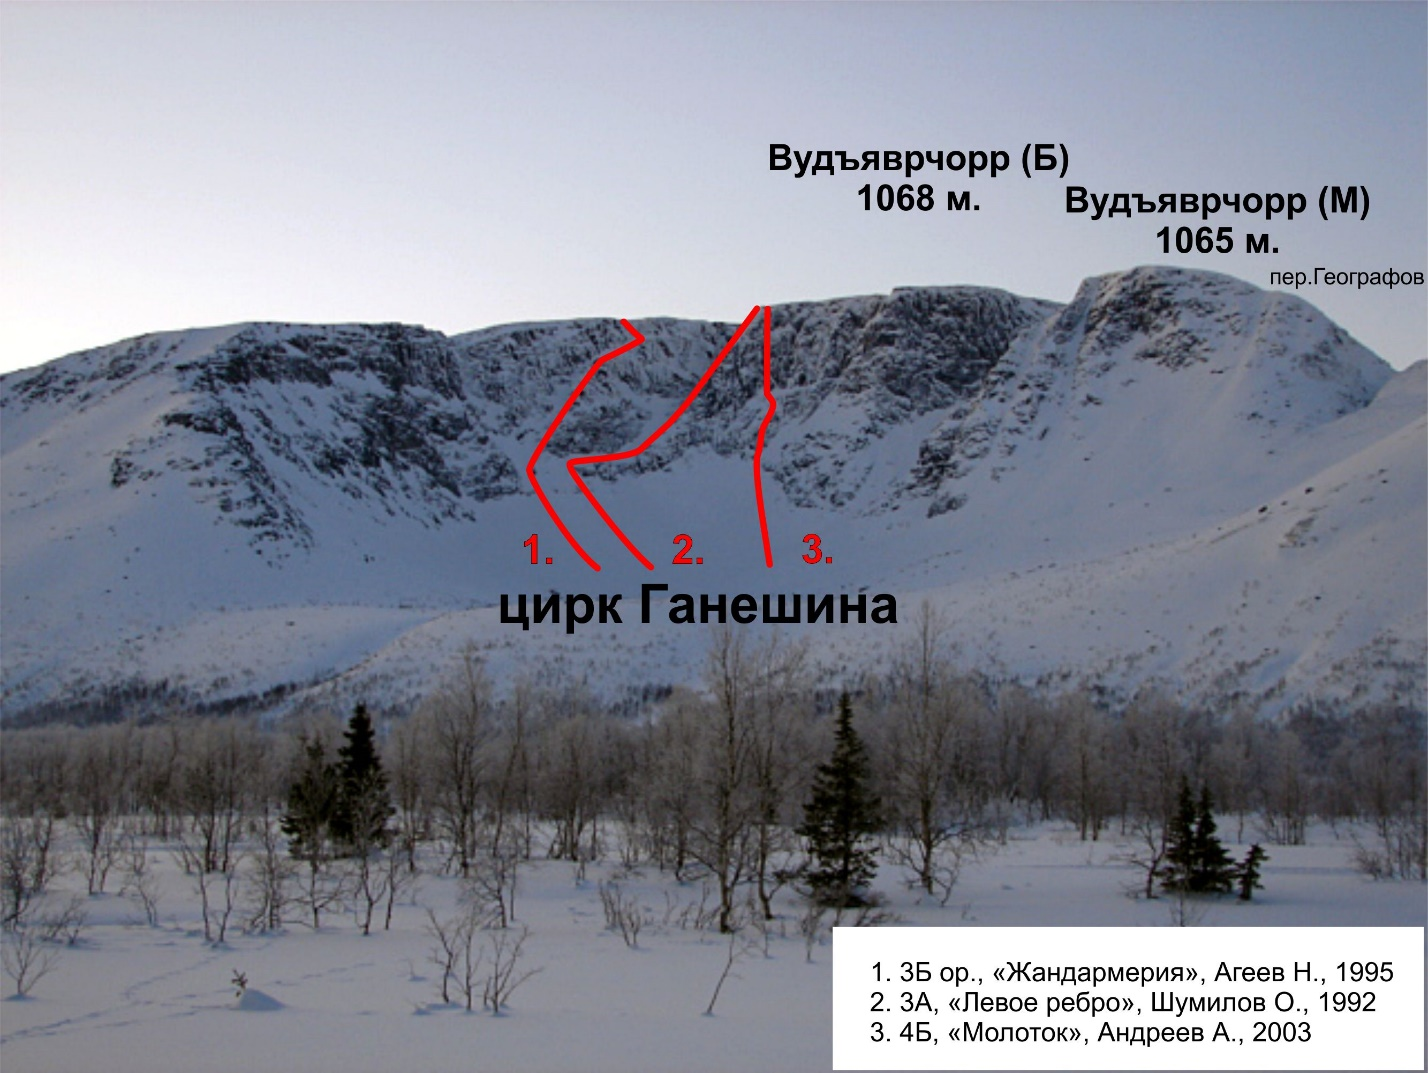 Вудъяврчорр (Б)
1068 м.
Вудъяврчорр (М)
1065 м.
пер.Географов
1.
2.
3.
цирк Ганешина
1. 3Б ор., «Жандармерия», Агеев Н., 1995
2. 3А, «Левое ребро», Шумилов О., 1992
3. 4Б, «Молоток», Андреев А., 2003